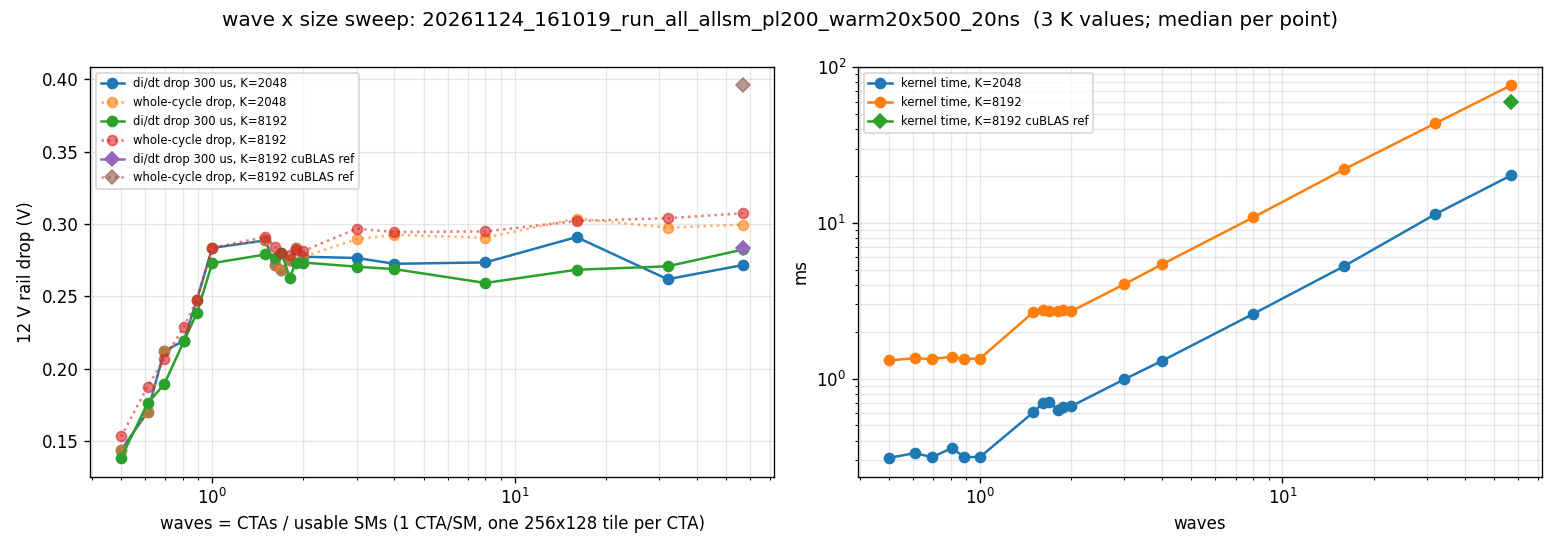 wave x size sweep: 20261124_161019_run_all_allsm_pl200_warm20x500_20ns  (3 K values; median per point)
0.40
0.35
0.30
0.25
0.20
0.15
12 V rail drop (V)
di/dt drop 300 us, K=2048
whole-cycle drop, K=2048
di/dt drop 300 us, K=8192
whole-cycle drop, K=8192
di/dt drop 300 us, K=8192 cuBLAS ref
whole-cycle drop, K=8192 cuBLAS ref
10⁰
10¹
waves = CTAs / usable SMs (1 CTA/SM, one 256x128 tile per CTA)
10²
10¹
10⁰
ms
kernel time, K=2048
kernel time, K=8192
kernel time, K=8192 cuBLAS ref
10⁰
10¹
waves